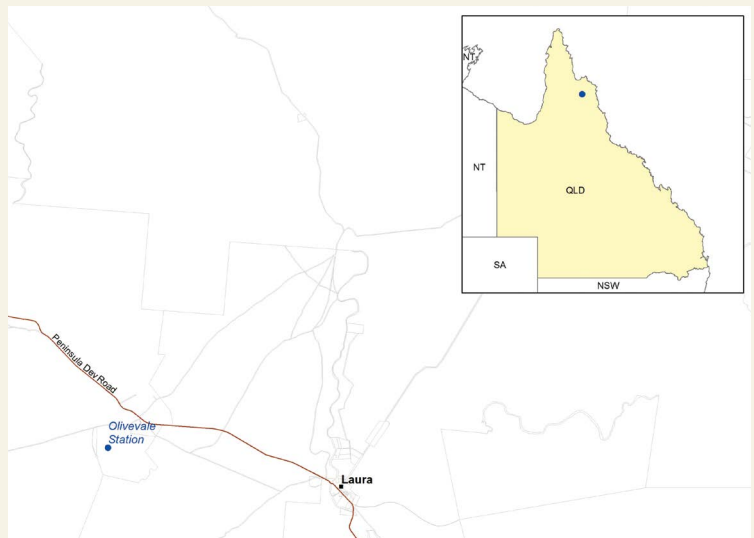 NT
NT
QLD
SA
NSW
Peninsula Dev Road
Olivevale
Station
Laura